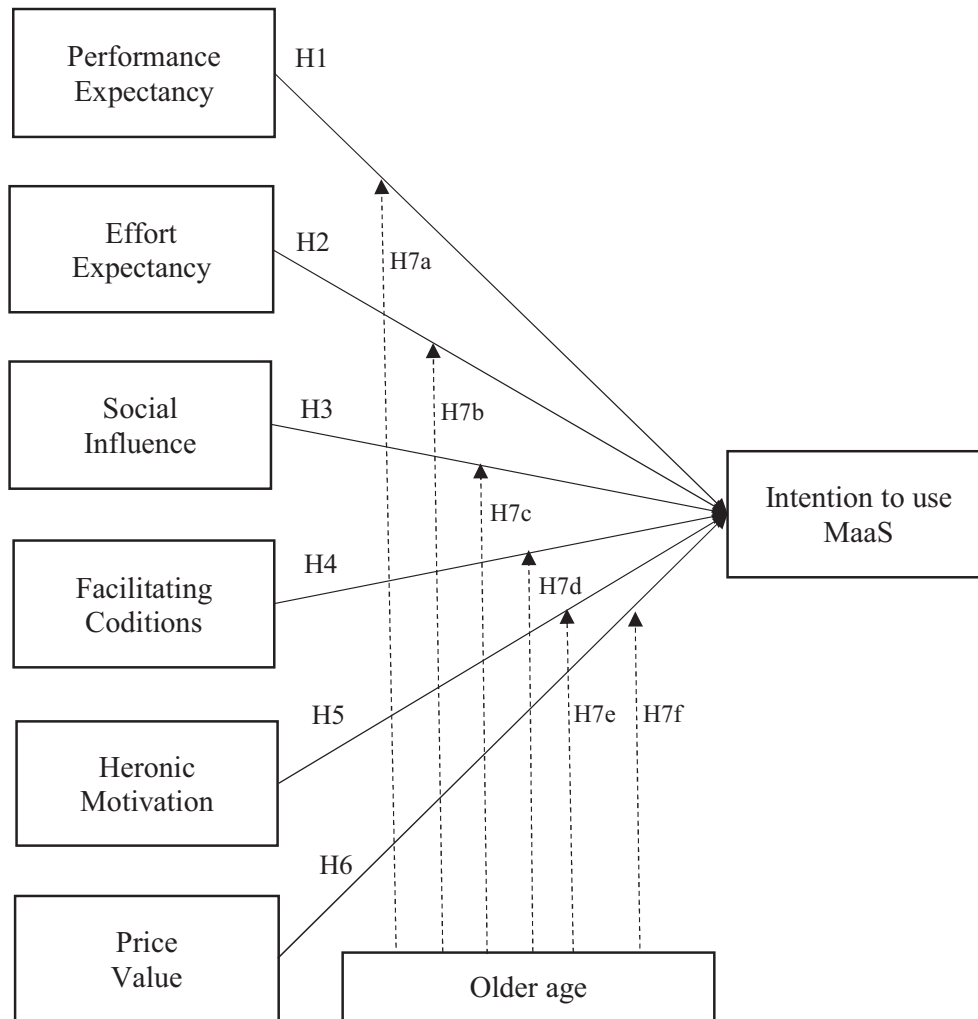 Performance
Expectancy
H1
Effort
Expectancy
H2
H7a
Social
Influence
H3
H7b
Intention to use
MaaS
H7c
Facilitating
Coditions
H4
H7d
Heronic
Motivation
H5
H7e
H7f
Price
Value
H6
Older age